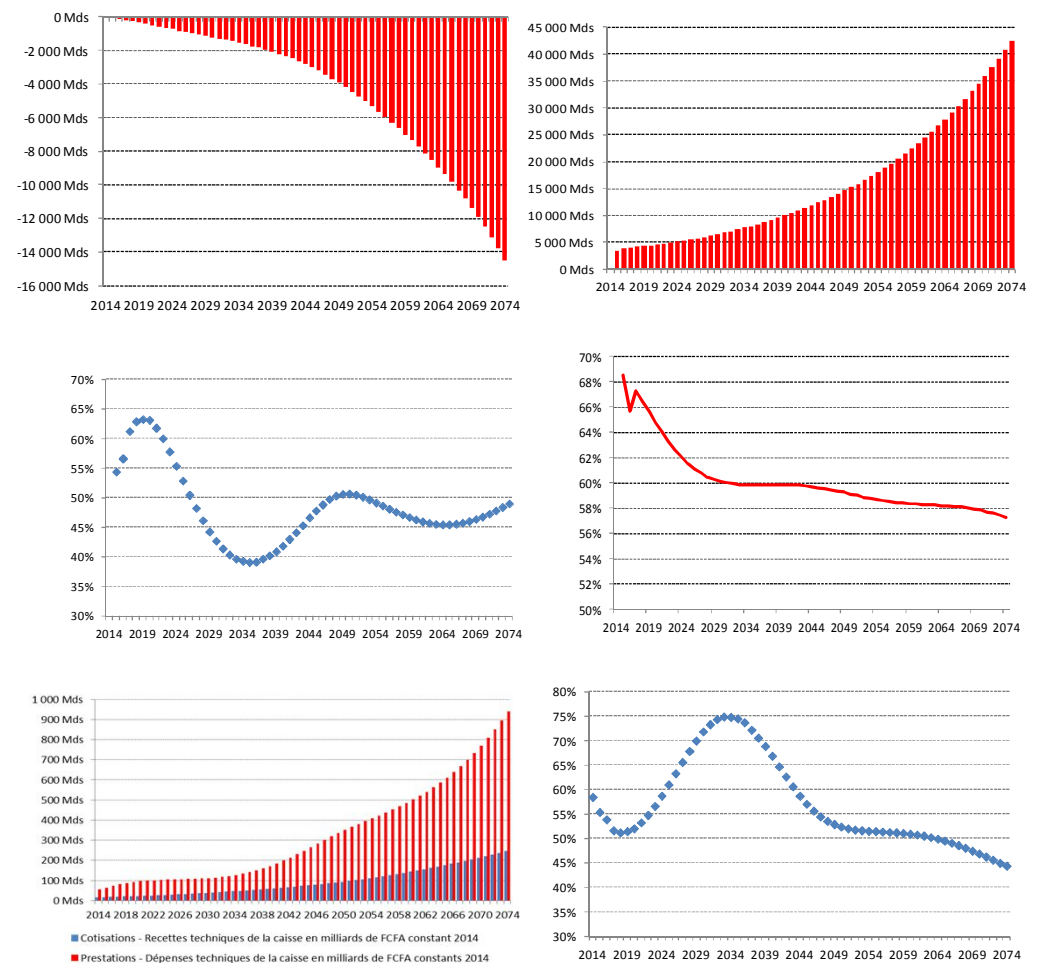 0 Mds
-2 000 Mds
-4 000 Mds
-6 000 Mds
-8 000 Mds
-10 000 Mds
-12 000 Mds
-14 000 Mds
-16 000 Mds
2014 2019 2024 2029 2034 2039 2044 2049 2054 2059 2064 2069 2074
45 000 Mds
40 000 Mds
35 000 Mds
30 000 Mds
25 000 Mds
20 000 Mds
15 000 Mds
10 000 Mds
5 000 Mds
0 Mds
2014 2019 2024 2029 2034 2039 2044 2049 2054 2059 2064 2069 2074
70%
65%
60%
55%
50%
45%
40%
35%
30%
2014 2019 2024 2029 2034 2039 2044 2049 2054 2059 2064 2069 2074
70%
68%
66%
64%
62%
60%
58%
56%
54%
52%
50%
2014 2019 2024 2029 2034 2039 2044 2049 2054 2059 2064 2069 2074
1 000 Mds
900 Mds
800 Mds
700 Mds
600 Mds
500 Mds
400 Mds
300 Mds
200 Mds
100 Mds
0 Mds
2014 2018 2022 2026 2030 2034 2038 2042 2046 2050 2054 2058 2062 2066 2070 2074
Cotisations - Recettes techniques de la caisse en milliards de FCFA constant 2014
Prestations - Dépenses techniques de la caisse en milliards de FCFA constants 2014
80%
75%
70%
65%
60%
55%
50%
45%
40%
35%
30%
2014 2019 2024 2029 2034 2039 2044 2049 2054 2059 2064 2069 2074